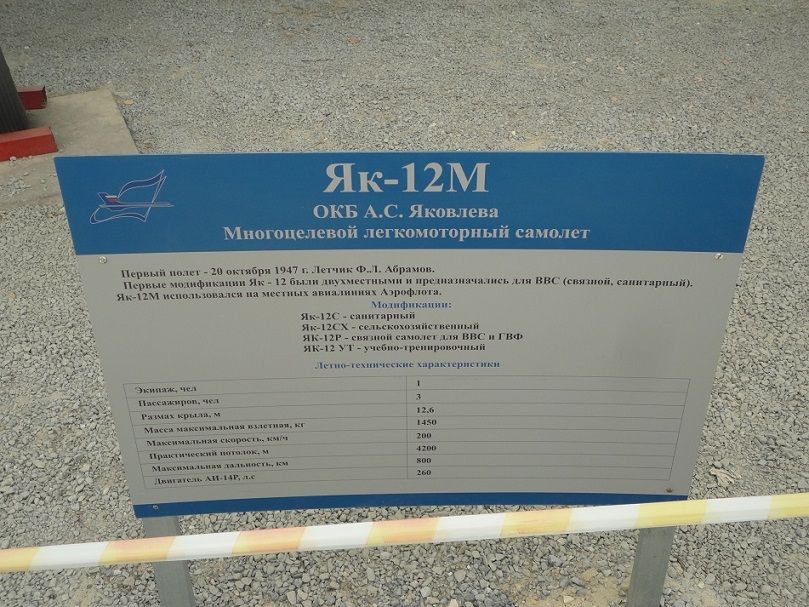 Як-12М
ОКБ А.С. Яковлева
Многоцелевой легкомоторный самолет
Первый полет - 20 октября 1947 г. Летчик Ф.Л. Абрамов.
Первые модификации Як - 12 были двухместными и предназначались для ВВС (связной, санитарный).
Як-12М использовался на местных авиалиниях Аэрофлота.
Модификации:
Як-12С - санитарный
Як-12СХ - сельскохозяйственный
ЯК-12Р - связной самолет для ВВС и ГВФ
ЯК-12 УТ - учебно-тренировочный
Летно-технические характеристики
Экипаж, чел 1
Пассажиров, чел 3
Размах крыла, м 12,6
Масса максимальная взлетная, кг 1450
Максимальная скорость, км/ч 200
Практический потолок, м 4200
Максимальная дальность, км 800
Двигатель АИ-14Р, л.с 260